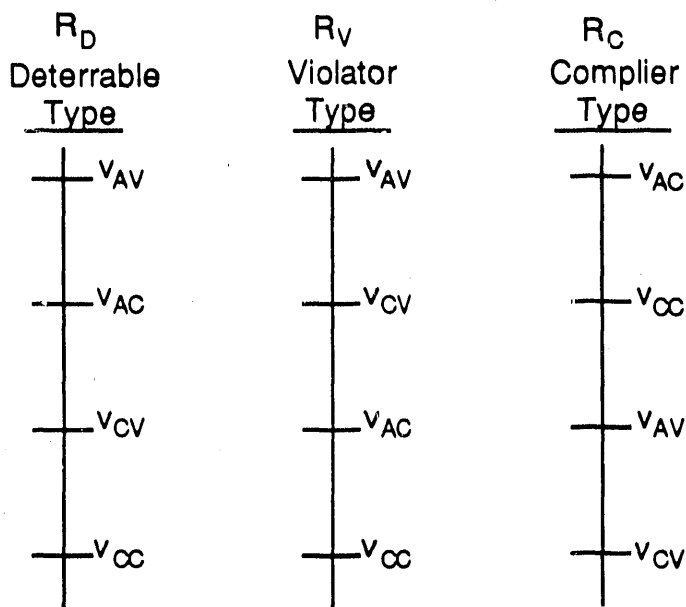 R_D
Deterrable
Type
V_AV
V_AC
V_CV
V_CC
R_V
Violator
Type
V_AV
V_CV
V_AC
V_CC
R_C
Complier
Type
V_AC
V_CC
V_AV
V_CV